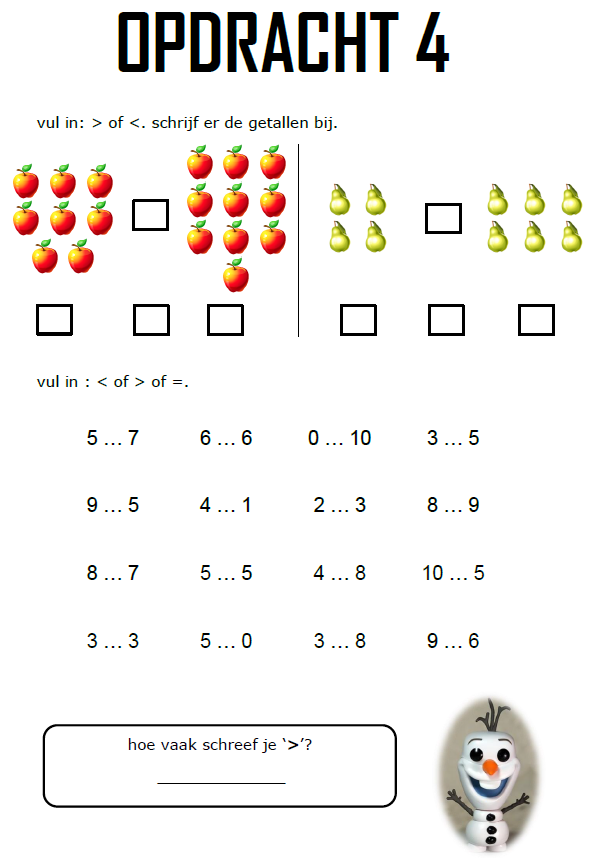 OPDRACHT 4
vul in: > of <. schrijf er de getallen bij.
vul in : < of > of =.
5 ... 7 6 ... 6 0 ... 10 3 ... 5
9 ... 5 4 ... 1 2 ... 3 8 ... 9
8 ... 7 5 ... 5 4 ... 8 10 ... 5
3 ... 3 5 ... 0 3 ... 8 9 ... 6
hoe vaak schreef je ‘>’?